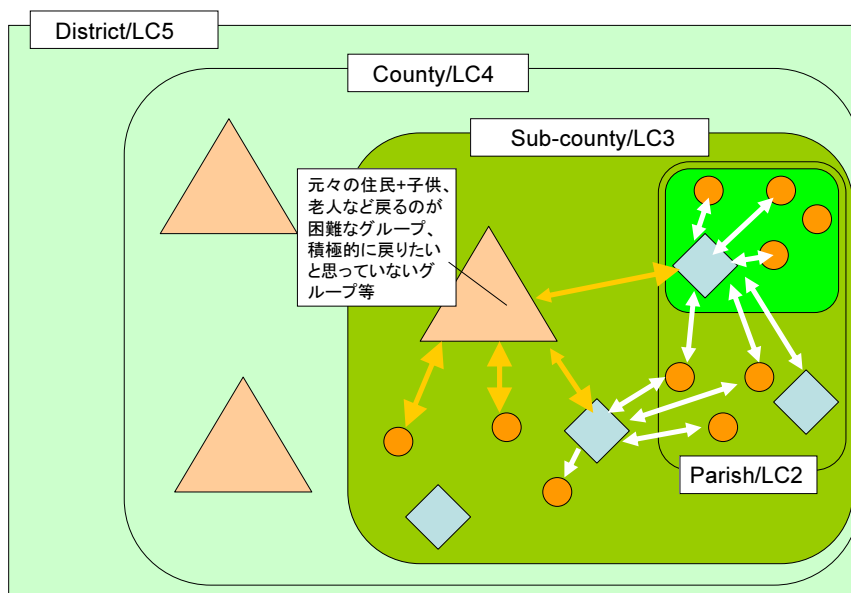 District/LC5
County/LC4
Sub-county/LC3
元々の住民+子供、
老人など戻るのが
困難なグループ、
積極的に戻りたい
と思っていないグ
ループ等
Parish/LC2